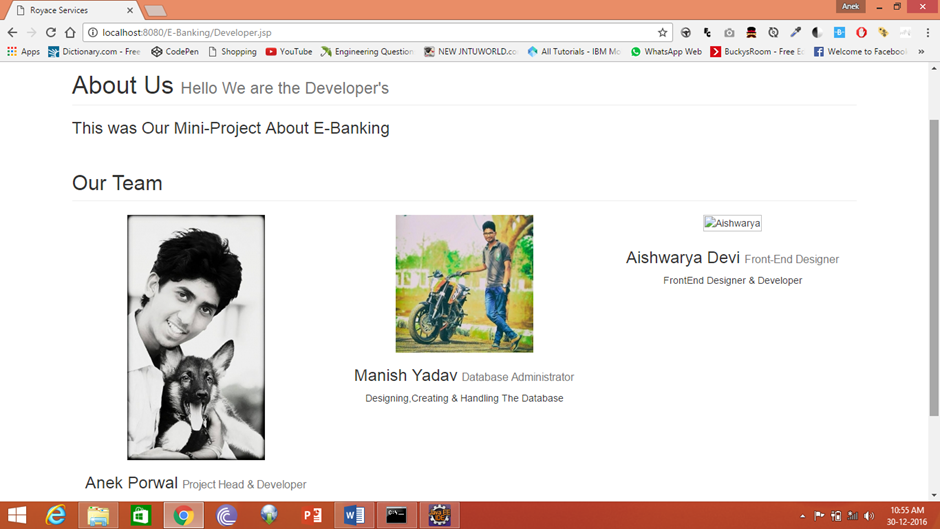 Royace Services
Anek
localhost:8080/E-Banking/Developer.jsp
Apps
Dictionary.com - Free
CodePen
Shopping
YouTube
Engineering Question
NEW JNTUWORLD.co
All Tutorials - IBM Mo
WhatsApp Web
BuckysRoom - Free E
Welcome to Facebook
»
About Us Hello We are the Developer's
This was Our Mini-Project About E-Banking
Our Team
Aishwarya
Aishwarya Devi Front-End Designer
FrontEnd Designer & Developer
Manish Yadav Database Administrator
Designing,Creating & Handling The Database
Anek Porwal Project Head & Developer
10:55 AM
30-12-2016